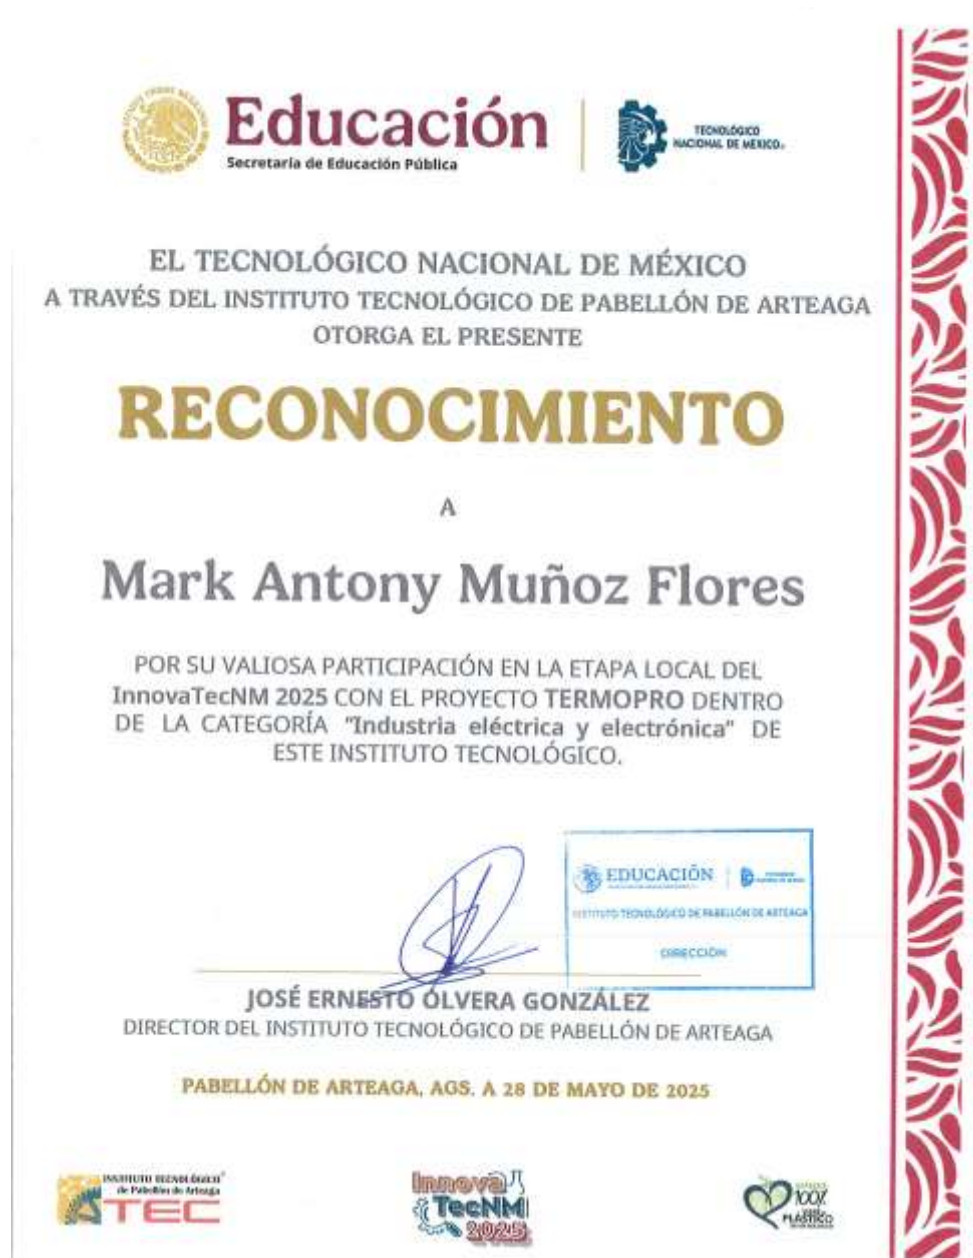 Educación
Secretaría de Educación Pública
TECNOLÓGICO
NACIONAL DE MÉXICO
EL TECNOLÓGICO NACIONAL DE MÉXICO
A TRAVÉS DEL INSTITUTO TECNOLÓGICO DE PABELLÓN DE ARTEAGA
OTORGA EL PRESENTE
RECONOCIMIENTO
A
Mark Antony Muñoz Flores
POR SU VALIOSA PARTICIPACIÓN EN LA ETAPA LOCAL DEL
InnovaTecNM 2025 CON EL PROYECTO TERMOPRO DENTRO
DE LA CATEGORÍA "Industria eléctrica y electrónica" DE
ESTE INSTITUTO TECNOLÓGICO.
EDUCACIÓN
INSTITUTO TECNOLÓGICO DE PABELLÓN DE ARTEAGA
DIRECCIÓN
JOSÉ ERNESTO OLVERA GONZÁLEZ
DIRECTOR DEL INSTITUTO TECNOLÓGICO DE PABELLÓN DE ARTEAGA
PABELLÓN DE ARTEAGA, AGS. A 28 DE MAYO DE 2025
INSTITUTO TECNOLÓGICO
de Pabellón de Arteaga
ATEC
Innova
TecNM
2025
100%
PLÁSTICO